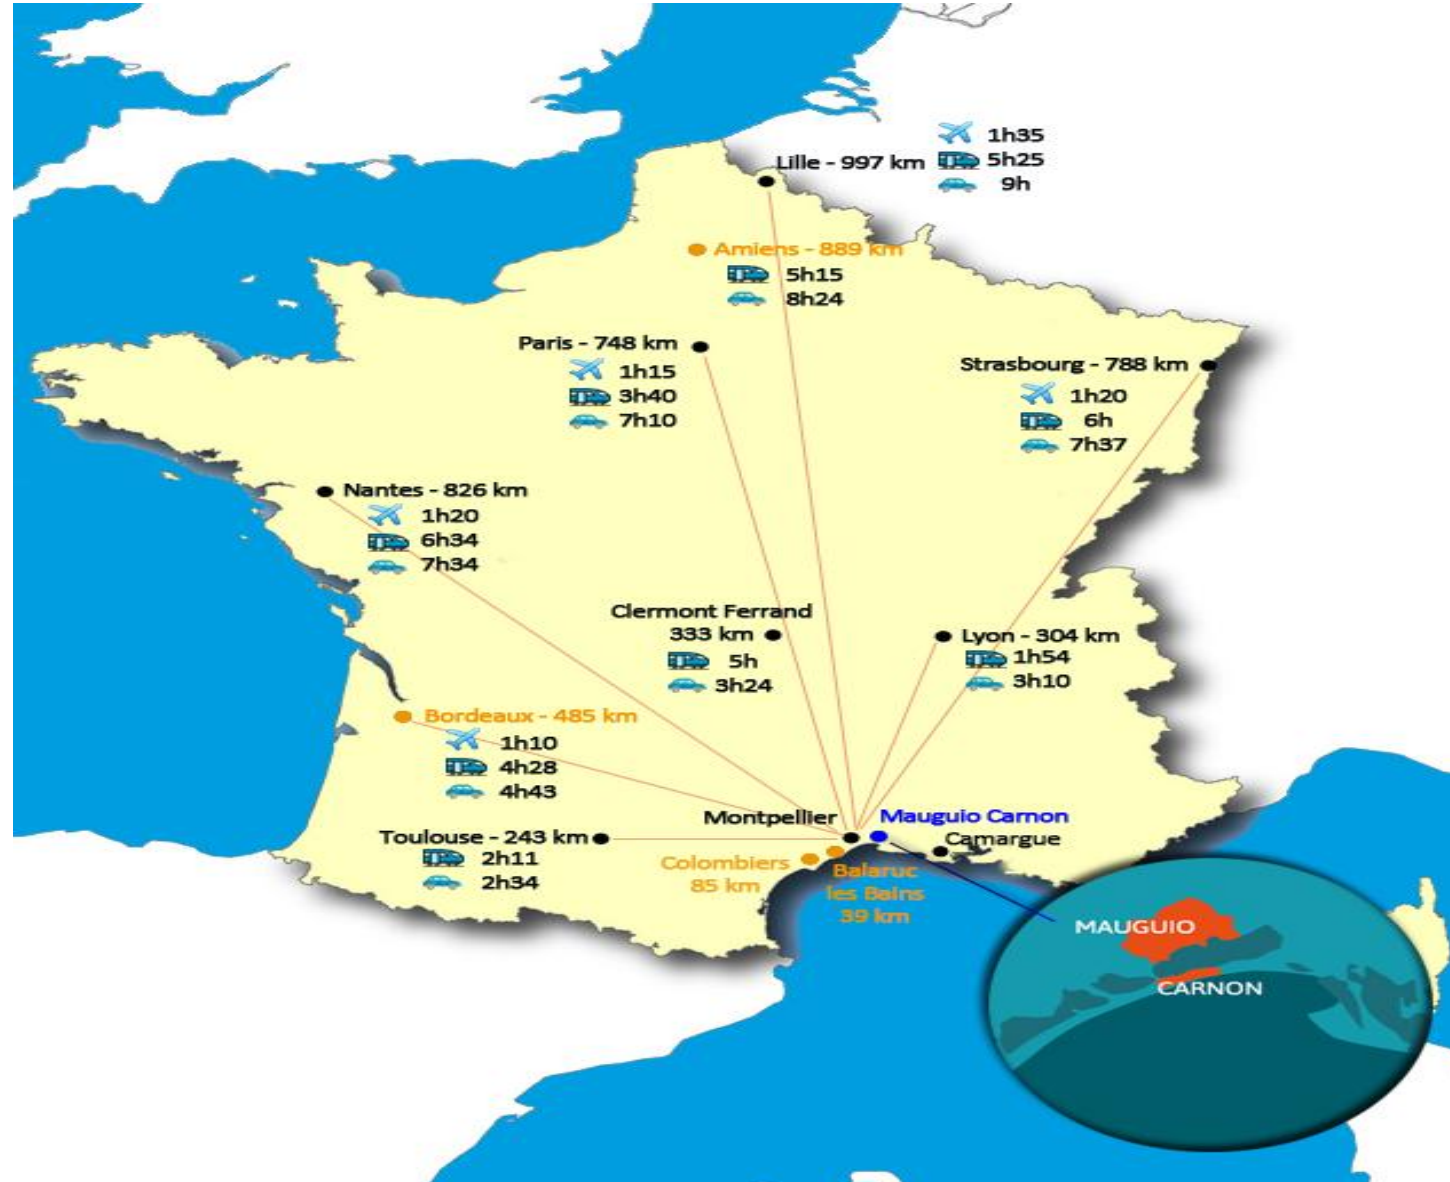 1h35
Lille - 997 km
5h25
9h
Amiens - 889 km
5h15
8h24
Paris - 748 km
1h15
3h40
7h10
Strasbourg - 788 km
1h20
6h
7h37
Nantes - 826 km
1h20
6h34
7h34
Clermont Ferrand
333 km
5h
3h24
Lyon - 304 km
1h54
3h10
Bordeaux - 485 km
1h10
4h28
4h43
Montpellier
Mauguio Carnon
Toulouse - 243 km
2h11
2h34
Camargue
Colombiers
85 km
Balaruc
les Bains
39 km
MAUGUIO
CARNON